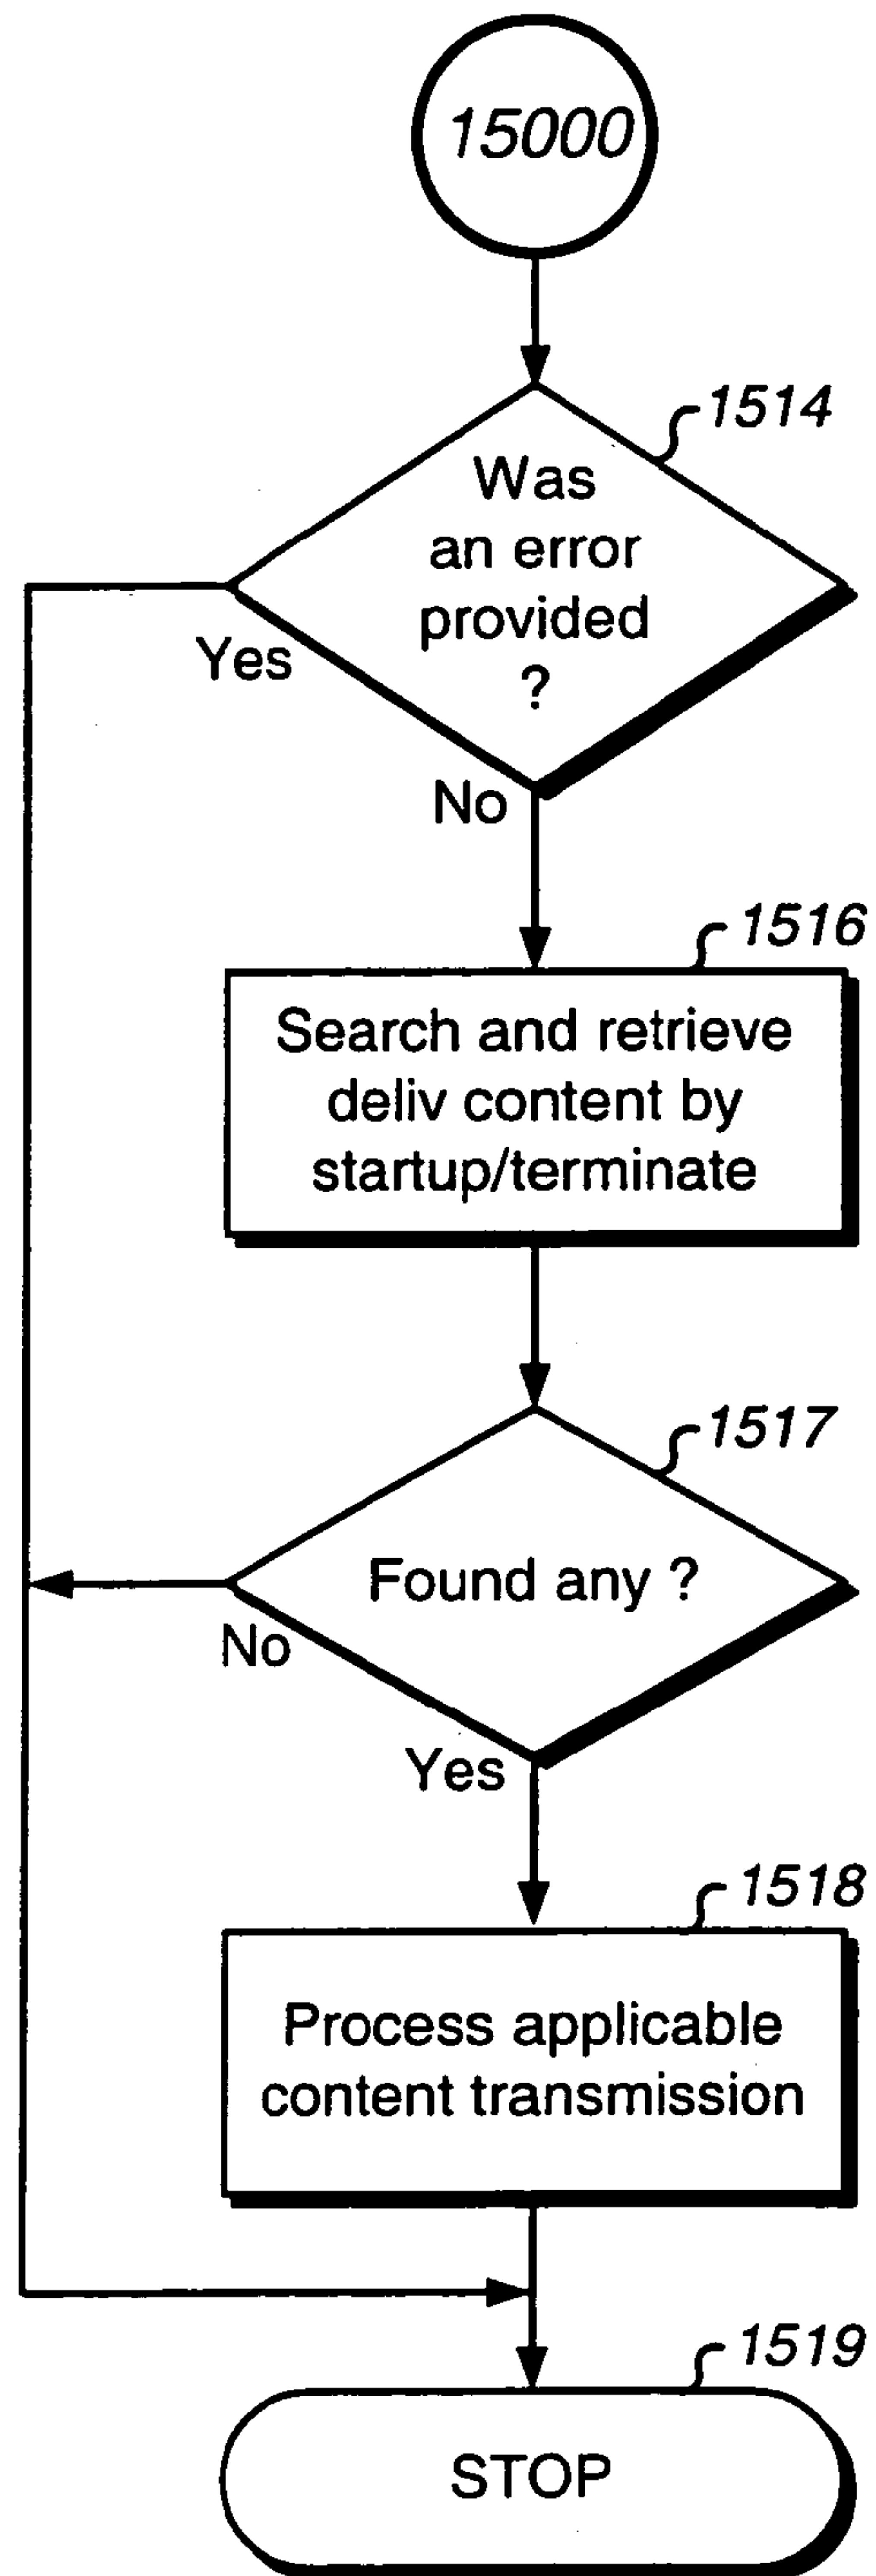 15000
1514
Was
an error
provided
?
Yes
No
1516
Search and retrieve
deliv content by
startup/terminate
1517
Found any ?
No
Yes
1518
Process applicable
content transmission
1519
STOP